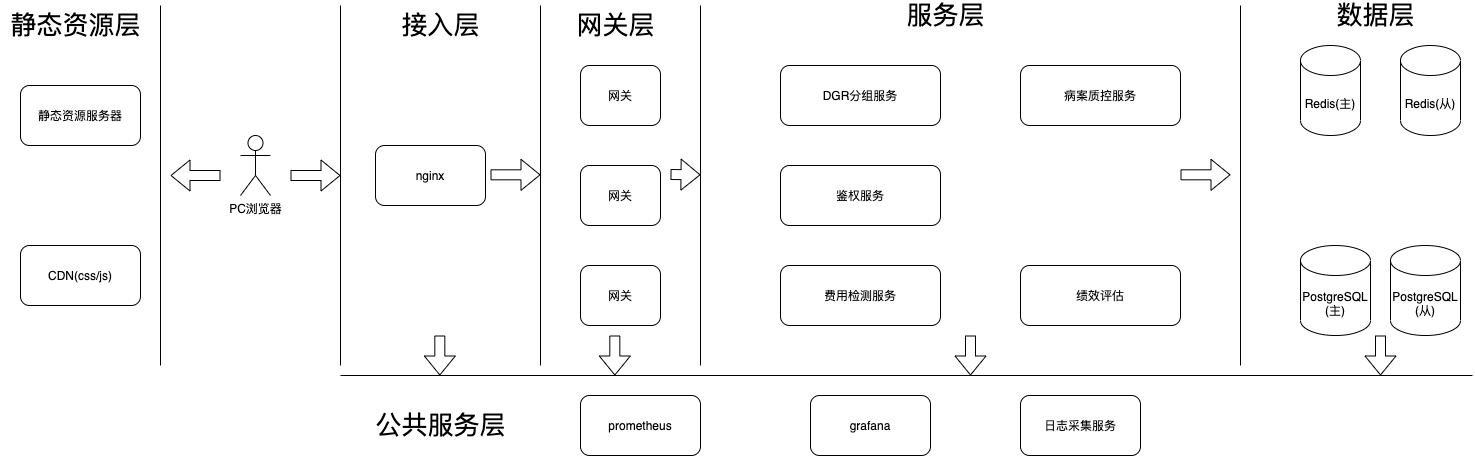 静态资源层
接入层
网关层
服务层
数据层
静态资源服务器
CDN(css/js)
PC浏览器
nginx
网关
网关
网关
DGR分组服务
病案质控服务
鉴权服务
费用检测服务
绩效评估
Redis(主)
Redis(从)
PostgreSQL
(主)
PostgreSQL
(从)
公共服务层
prometheus
grafana
日志采集服务